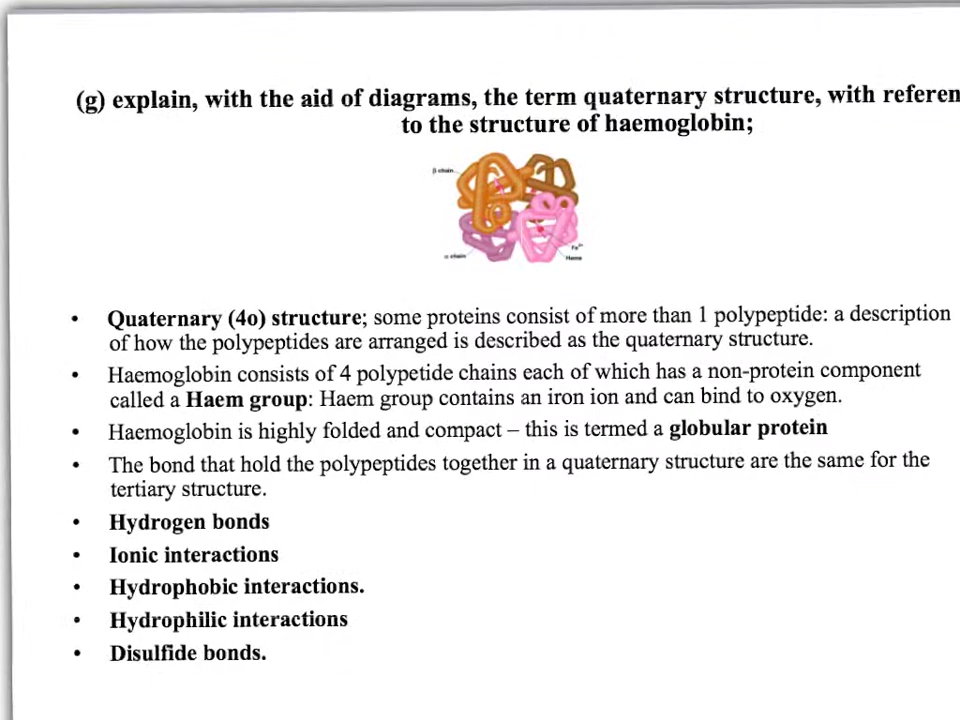 (g) explain, with the aid of diagrams, the term quaternary structure, with referen
to the structure of haemoglobin;
β chain
α chain
Fe²⁺
Heme
• Quaternary (4o) structure; some proteins consist of more than 1 polypeptide: a description
of how the polypeptides are arranged is described as the quaternary structure.
• Haemoglobin consists of 4 polypetide chains each of which has a non-protein component
called a Haem group: Haem group contains an iron ion and can bind to oxygen.
• Haemoglobin is highly folded and compact – this is termed a globular protein
• The bond that hold the polypeptides together in a quaternary structure are the same for the
tertiary structure.
• Hydrogen bonds
• Ionic interactions
• Hydrophobic interactions.
• Hydrophilic interactions
• Disulfide bonds.